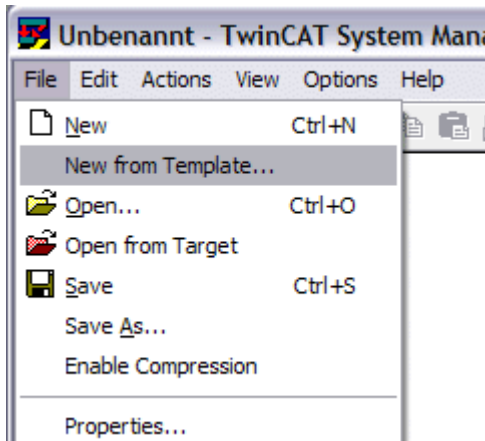 Unbenannt - TwinCAT System
File Edit Actions View Options Help
New Ctrl+N
New from Template...
Open... Ctrl+O
Open from Target
Save Ctrl+S
Save As...
Enable Compression
Properties...